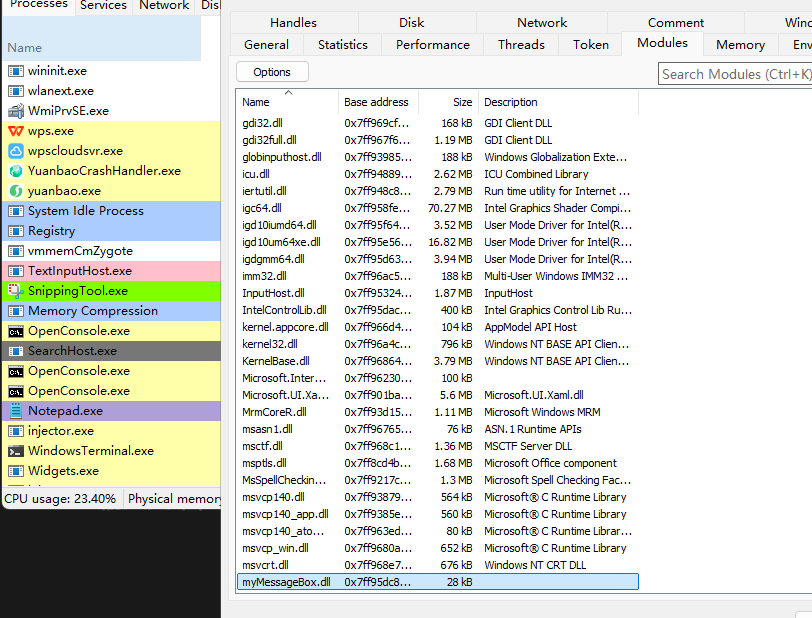 Processes Services Network Disk
Name
wininit.exe
wlanext.exe
WmiPrvSE.exe
wps.exe
wpscloudsvr.exe
YuanbaoCrashHandler.exe
yuanbao.exe
System Idle Process
Registry
vmmemCmZygote
TextInputHost.exe
SnippingTool.exe
Memory Compression
OpenConsole.exe
SearchHost.exe
OpenConsole.exe
OpenConsole.exe
Notepad.exe
injector.exe
WindowsTerminal.exe
Widgets.exe
CPU usage: 23.40% Physical memory
Handles Disk Network Comment Wind
General Statistics Performance Threads Token Modules Memory Env
Options Search Modules (Ctrl+K)
Name Base address Size Description
gdi32.dll 0x7ff969cf... 168 kB GDI Client DLL
gdi32full.dll 0x7ff967f6... 1.19 MB GDI Client DLL
globinputhost.dll 0x7ff93985... 188 kB Windows Globalization Exte...
icu.dll 0x7ff94889... 2.62 MB ICU Combined Library
iertutil.dll 0x7ff948c8... 2.79 MB Run time utility for Internet ...
igc64.dll 0x7ff958fe... 70.27 MB Intel Graphics Shader Compi...
igd10iumd64.dll 0x7ff95f64... 3.52 MB User Mode Driver for Intel(R...
igd10um64xe.dll 0x7ff95e56... 16.82 MB User Mode Driver for Intel(R...
igdgmm64.dll 0x7ff95d63... 3.94 MB User Mode Driver for Intel(R...
imm32.dll 0x7ff96ac5... 188 kB Multi-User Windows IMM32 ...
InputHost.dll 0x7ff95324... 1.87 MB InputHost
IntelControlLib.dll 0x7ff95dac... 400 kB Intel Graphics Control Lib Ru...
kernel.appcore.dll 0x7ff966d4... 104 kB AppModel API Host
kernel32.dll 0x7ff96a4c... 796 kB Windows NT BASE API Clien...
KernelBase.dll 0x7ff96864... 3.79 MB Windows NT BASE API Clien...
Microsoft.Inter... 0x7ff96230... 100 kB
Microsoft.UI.Xa... 0x7ff901ba... 5.6 MB Microsoft.UI.Xaml.dll
MrmCoreR.dll 0x7ff93d15... 1.11 MB Microsoft Windows MRM
msasn1.dll 0x7ff96765... 76 kB ASN.1 Runtime APIs
msctf.dll 0x7ff968c1... 1.36 MB MSCTF Server DLL
msptls.dll 0x7ff8cd4b... 1.68 MB Microsoft Office component
MsSpellCheckin... 0x7ff9217c... 1.3 MB Microsoft Spell Checking Fac...
msvcp140.dll 0x7ff93879... 564 kB Microsoft® C Runtime Library
msvcp140_app.dll 0x7ff9385e... 560 kB Microsoft® C Runtime Library
msvcp140_ato... 0x7ff963ed... 80 kB Microsoft® C Runtime Librar...
msvcp_win.dll 0x7ff9680a... 652 kB Microsoft® C Runtime Library
msvcrt.dll 0x7ff968e7... 676 kB Windows NT CRT DLL
myMessageBox.dll 0x7ff95dc8... 28 kB